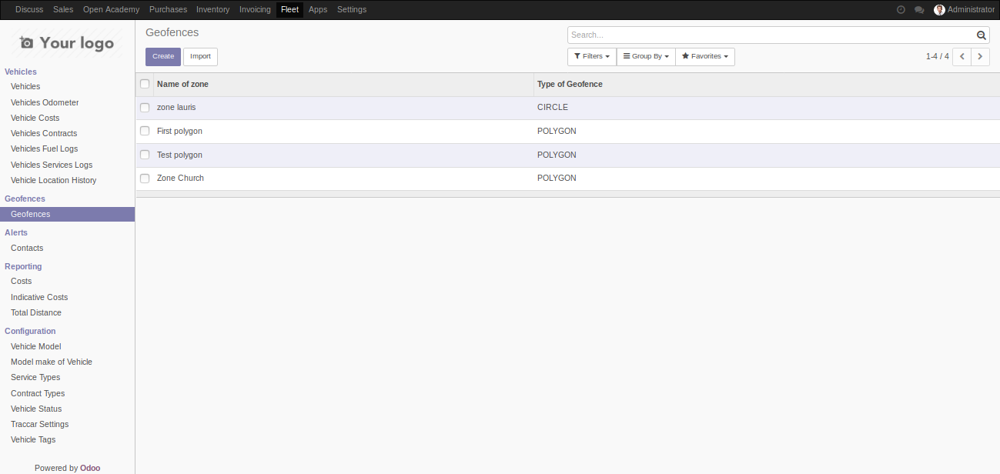 Discuss Sales Open Academy Purchases Inventory Invoicing Fleet Apps Settings Administrator
Your logo
Vehicles
Vehicles
Vehicles Odometer
Vehicle Costs
Vehicles Contracts
Vehicles Fuel Logs
Vehicles Services Logs
Vehicle Location History
Geofences
Geofences
Alerts
Contacts
Reporting
Costs
Indicative Costs
Total Distance
Configuration
Vehicle Model
Model make of Vehicle
Service Types
Contract Types
Vehicle Status
Traccar Settings
Vehicle Tags
Powered by Odoo
Geofences
Search...
Create Import
Filters Group By Favorites 1-4 / 4
Name of zone Type of Geofence
zone lauris CIRCLE
First polygon POLYGON
Test polygon POLYGON
Zone Church POLYGON